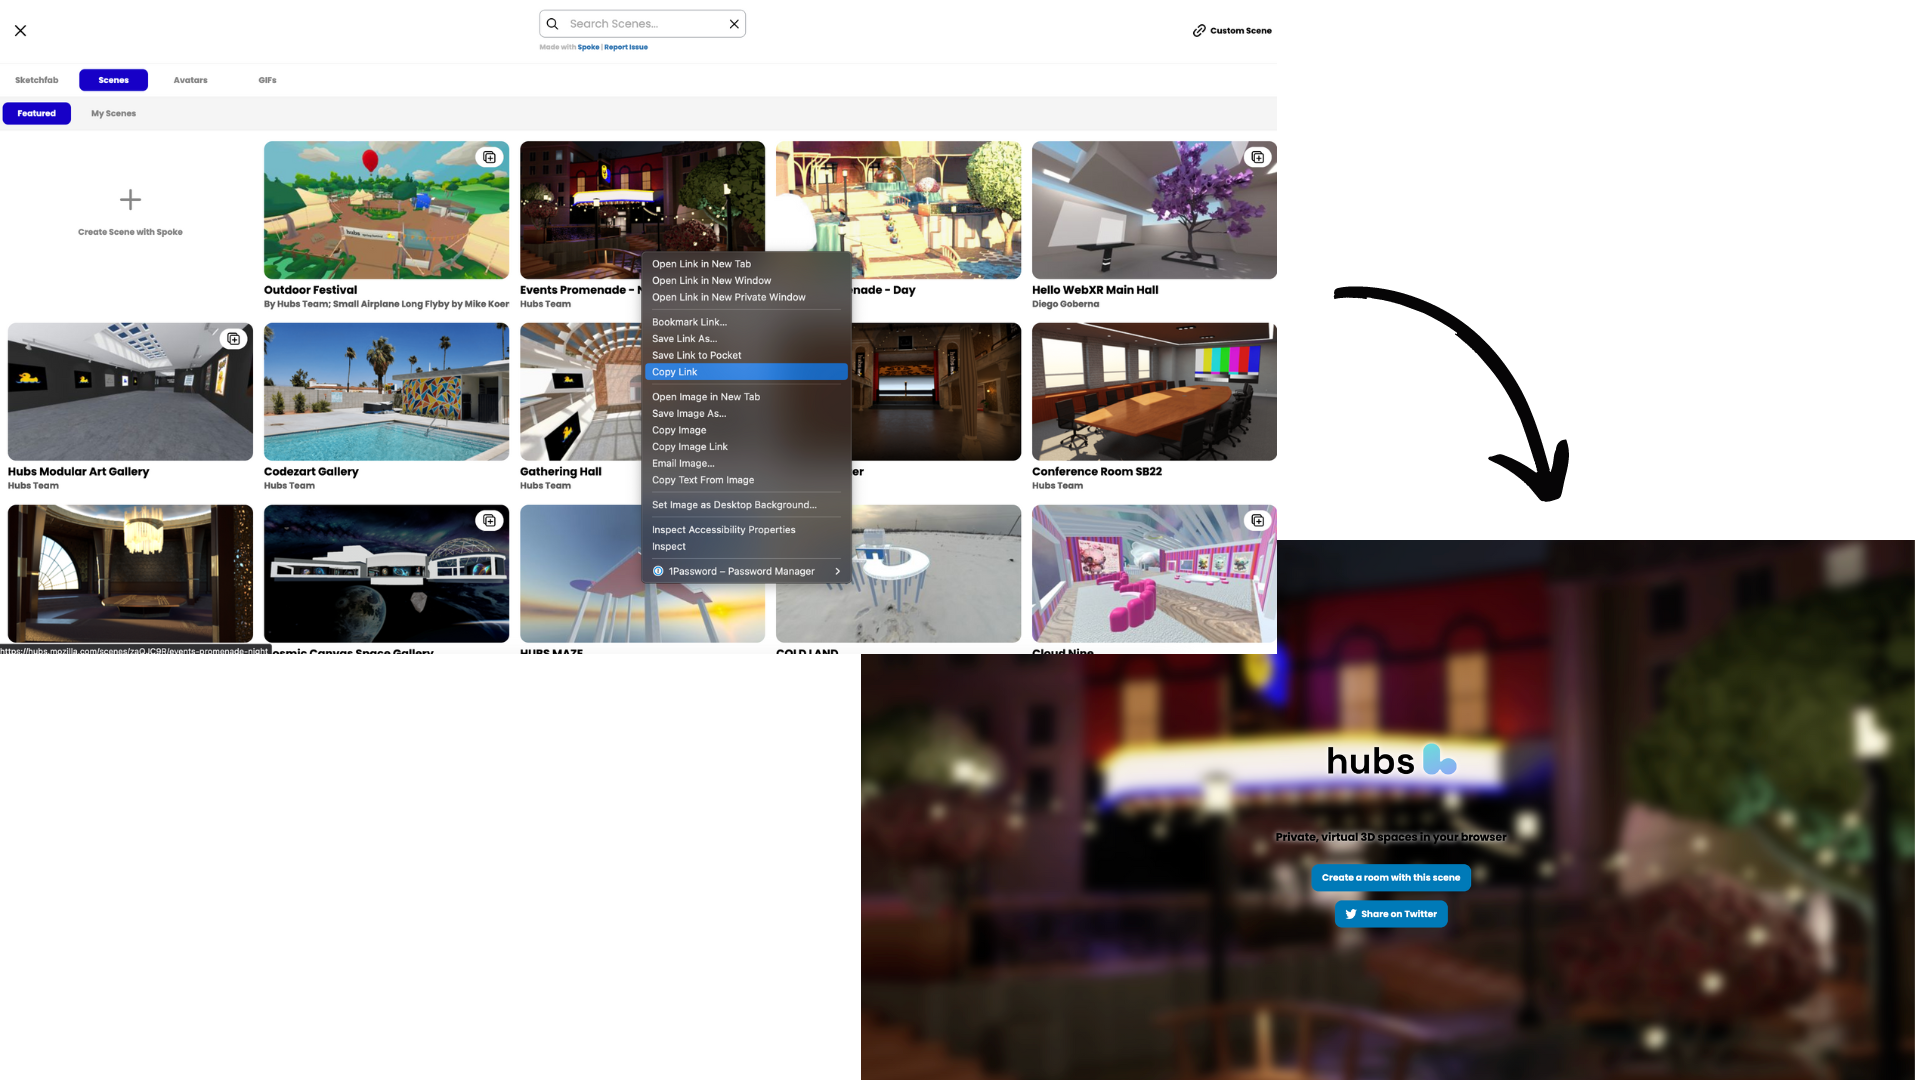 Search Scenes...
Made with Spoke | Report Issue
Custom Scene
Sketchfab
Scenes
Avatars
GIFs
Featured
My Scenes
Create Scene with Spoke
Outdoor Festival
By Hubs Team; Small Airplane Long Flyby by Mike Koer
Events Promenade - N
Hubs Team
nade - Day
Hello WebXR Main Hall
Diego Goberna
Open Link in New Tab
Open Link in New Window
Open Link in New Private Window
Bookmark Link...
Save Link As...
Save Link to Pocket
Copy Link
Open Image in New Tab
Save Image As...
Copy Image
Copy Image Link
Email Image...
Copy Text From Image
Set Image as Desktop Background...
Inspect Accessibility Properties
Inspect
1Password – Password Manager
Hubs Modular Art Gallery
Hubs Team
Codezart Gallery
Hubs Team
Gathering Hall
Hubs Team
er
Conference Room SB22
Hubs Team
https://hubs.mozilla.com/scenes/zaQJC9R/events-promenade-night
osmic Canvas Space Gallery
HUBS MAZE
COLD LAND
Cloud Nine
hubs
Private, virtual 3D spaces in your browser
Create a room with this scene
Share on Twitter